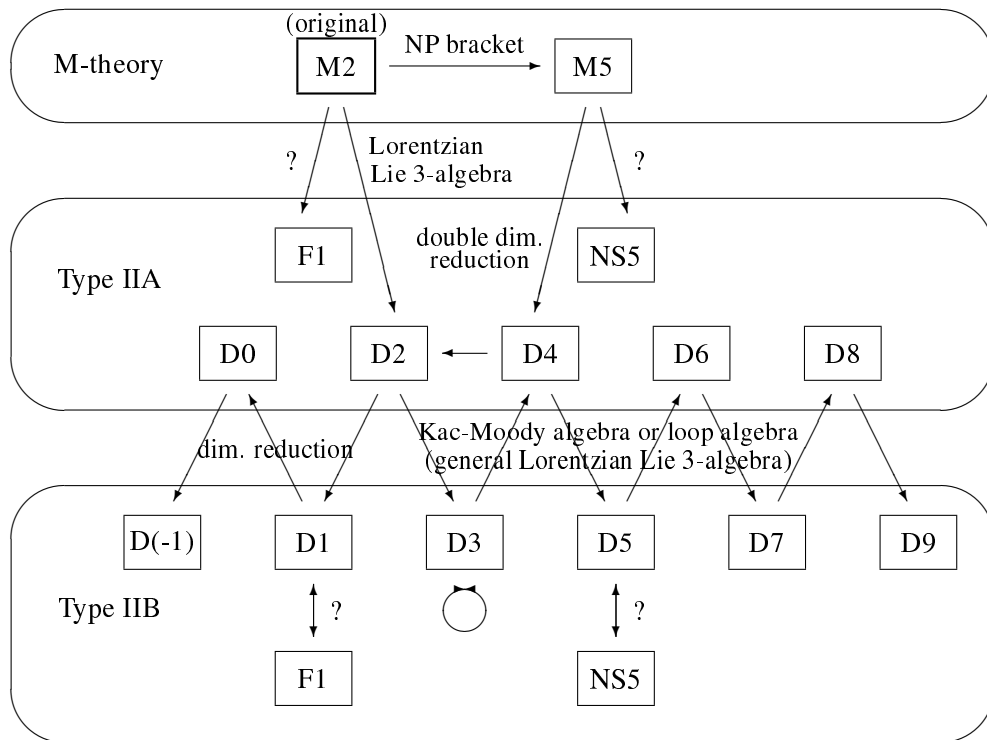 (original)
M-theory
M2
NP bracket
M5
?
Lorentzian
Lie 3-algebra
?
Type IIA
F1
double dim.
reduction
NS5
D0
D2
D4
D6
D8
dim. reduction
Kac-Moody algebra or loop algebra
(general Lorentzian Lie 3-algebra)
Type IIB
D(-1)
D1
D3
D5
D7
D9
?
?
F1
NS5